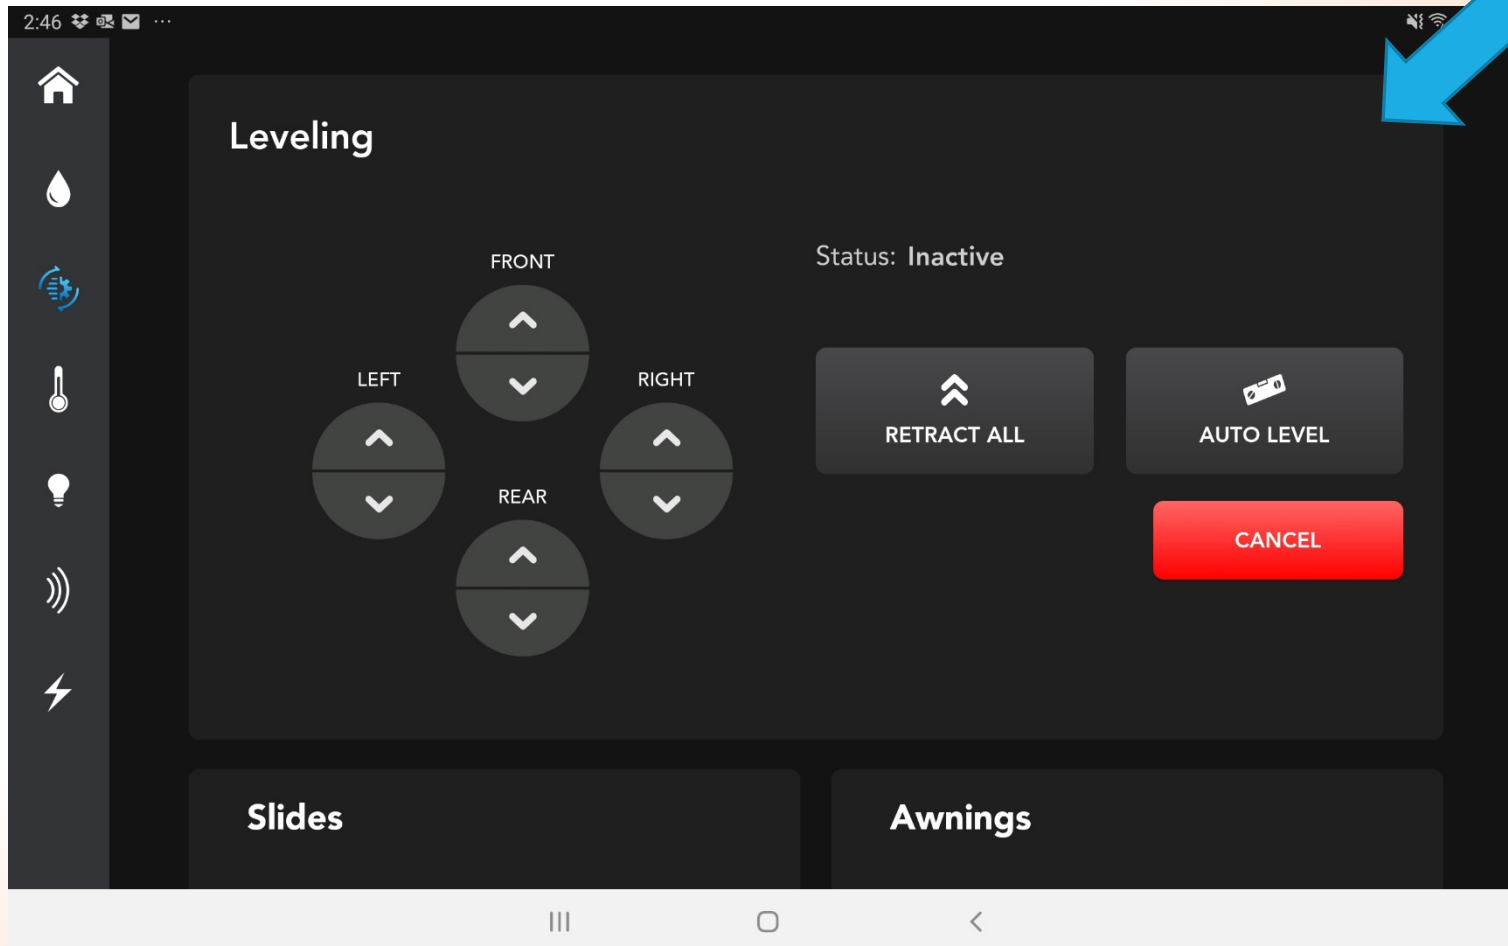 2:46
Leveling
FRONT
Status: Inactive
LEFT
RIGHT
RETRACT ALL
AUTO LEVEL
REAR
CANCEL
Slides
Awnings